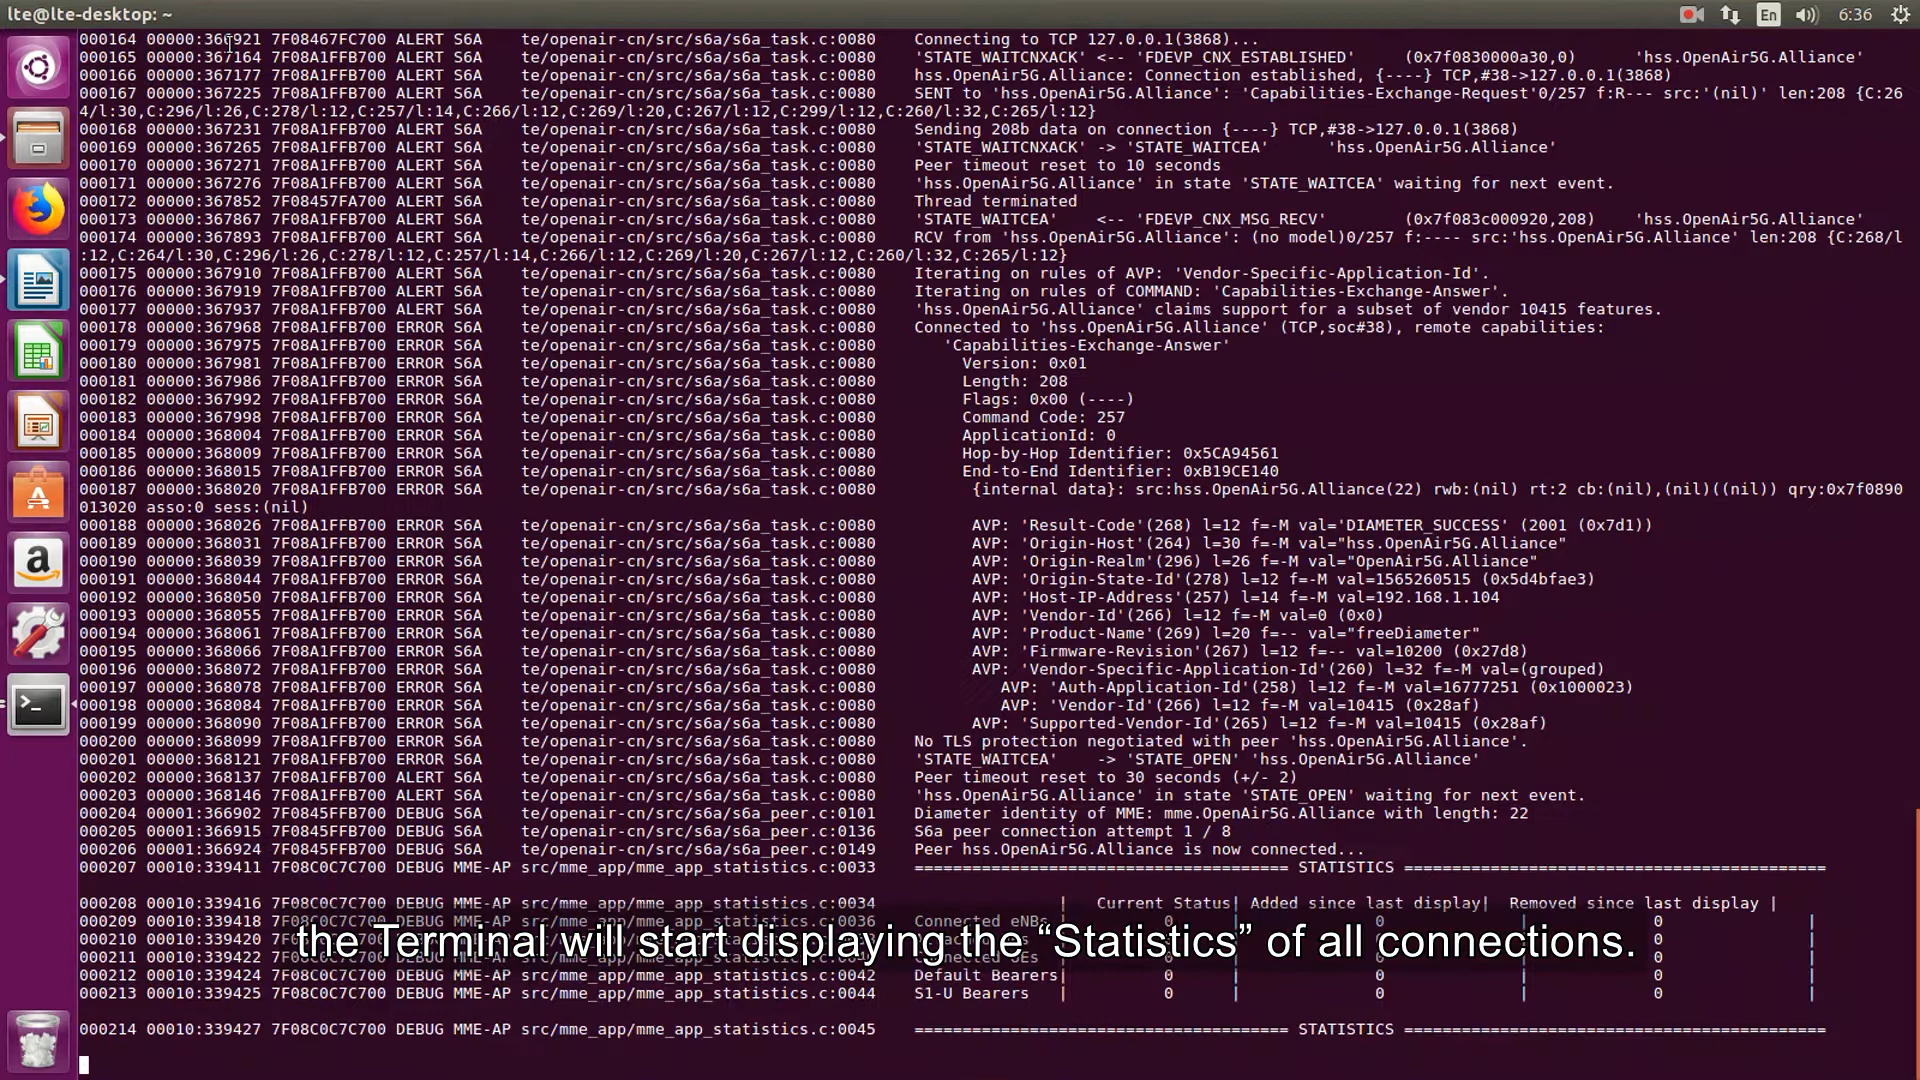 lte@lte-desktop: ~
En
6:36
000164 00000:366921 7F08467FC700 ALERT S6A    te/openair-cn/src/s6a/s6a_task.c:0080    Connecting to TCP 127.0.0.1(3868)...
000165 00000:367164 7F08A1FFB700 ALERT S6A    te/openair-cn/src/s6a/s6a_task.c:0080    'STATE_WAITCNXACK' <-- 'FDEVP_CNX_ESTABLISHED'     (0x7f0830000a30,0)      'hss.OpenAir5G.Alliance'
000166 00000:367177 7F08A1FFB700 ALERT S6A    te/openair-cn/src/s6a/s6a_task.c:0080    hss.OpenAir5G.Alliance: Connection established, {----} TCP,#38->127.0.0.1(3868)
000167 00000:367225 7F08A1FFB700 ALERT S6A    te/openair-cn/src/s6a/s6a_task.c:0080    SENT to 'hss.OpenAir5G.Alliance': 'Capabilities-Exchange-Request'0/257 f:R--- src:'(nil)' len:208 {C:26
4/l:30,C:296/l:26,C:278/l:12,C:257/l:14,C:266/l:12,C:269/l:20,C:267/l:12,C:299/l:12,C:260/l:32,C:265/l:12}
000168 00000:367231 7F08A1FFB700 ALERT S6A    te/openair-cn/src/s6a/s6a_task.c:0080    Sending 208b data on connection {----} TCP,#38->127.0.0.1(3868)
000169 00000:367265 7F08A1FFB700 ALERT S6A    te/openair-cn/src/s6a/s6a_task.c:0080    'STATE_WAITCNXACK' -> 'STATE_WAITCEA'      'hss.OpenAir5G.Alliance'
000170 00000:367271 7F08A1FFB700 ALERT S6A    te/openair-cn/src/s6a/s6a_task.c:0080    Peer timeout reset to 10 seconds
000171 00000:367276 7F08A1FFB700 ALERT S6A    te/openair-cn/src/s6a/s6a_task.c:0080    'hss.OpenAir5G.Alliance' in state 'STATE_WAITCEA' waiting for next event.
000172 00000:367852 7F08457FA700 ALERT S6A    te/openair-cn/src/s6a/s6a_task.c:0080    Thread terminated
000173 00000:367867 7F08A1FFB700 ALERT S6A    te/openair-cn/src/s6a/s6a_task.c:0080    'STATE_WAITCEA'    <-- 'FDEVP_CNX_MSG_RECV'        (0x7f083c000920,208)    'hss.OpenAir5G.Alliance'
000174 00000:367893 7F08A1FFB700 ALERT S6A    te/openair-cn/src/s6a/s6a_task.c:0080    RCV from 'hss.OpenAir5G.Alliance': (no model)0/257 f:---- src:'hss.OpenAir5G.Alliance' len:208 {C:268/l
:12,C:264/l:30,C:296/l:26,C:278/l:12,C:257/l:14,C:266/l:12,C:269/l:20,C:267/l:12,C:260/l:32,C:265/l:12}
000175 00000:367910 7F08A1FFB700 ALERT S6A    te/openair-cn/src/s6a/s6a_task.c:0080    Iterating on rules of AVP: 'Vendor-Specific-Application-Id'.
000176 00000:367919 7F08A1FFB700 ALERT S6A    te/openair-cn/src/s6a/s6a_task.c:0080    Iterating on rules of COMMAND: 'Capabilities-Exchange-Answer'.
000177 00000:367937 7F08A1FFB700 ALERT S6A    te/openair-cn/src/s6a/s6a_task.c:0080    'hss.OpenAir5G.Alliance' claims support for a subset of vendor 10415 features.
000178 00000:367968 7F08A1FFB700 ERROR S6A    te/openair-cn/src/s6a/s6a_task.c:0080    Connected to 'hss.OpenAir5G.Alliance' (TCP,soc#38), remote capabilities:
000179 00000:367975 7F08A1FFB700 ERROR S6A    te/openair-cn/src/s6a/s6a_task.c:0080       'Capabilities-Exchange-Answer'
000180 00000:367981 7F08A1FFB700 ERROR S6A    te/openair-cn/src/s6a/s6a_task.c:0080         Version: 0x01
000181 00000:367986 7F08A1FFB700 ERROR S6A    te/openair-cn/src/s6a/s6a_task.c:0080         Length: 208
000182 00000:367992 7F08A1FFB700 ERROR S6A    te/openair-cn/src/s6a/s6a_task.c:0080         Flags: 0x00 (----)
000183 00000:367998 7F08A1FFB700 ERROR S6A    te/openair-cn/src/s6a/s6a_task.c:0080         Command Code: 257
000184 00000:368004 7F08A1FFB700 ERROR S6A    te/openair-cn/src/s6a/s6a_task.c:0080         ApplicationId: 0
000185 00000:368009 7F08A1FFB700 ERROR S6A    te/openair-cn/src/s6a/s6a_task.c:0080         Hop-by-Hop Identifier: 0x5CA94561
000186 00000:368015 7F08A1FFB700 ERROR S6A    te/openair-cn/src/s6a/s6a_task.c:0080         End-to-End Identifier: 0xB19CE140
000187 00000:368020 7F08A1FFB700 ERROR S6A    te/openair-cn/src/s6a/s6a_task.c:0080          {internal data}: src:hss.OpenAir5G.Alliance(22) rwb:(nil) rt:2 cb:(nil),(nil)((nil)) qry:0x7f0890
013020 asso:0 sess:(nil)
000188 00000:368026 7F08A1FFB700 ERROR S6A    te/openair-cn/src/s6a/s6a_task.c:0080          AVP: 'Result-Code'(268) l=12 f=-M val='DIAMETER_SUCCESS' (2001 (0x7d1))
000189 00000:368031 7F08A1FFB700 ERROR S6A    te/openair-cn/src/s6a/s6a_task.c:0080          AVP: 'Origin-Host'(264) l=30 f=-M val="hss.OpenAir5G.Alliance"
000190 00000:368039 7F08A1FFB700 ERROR S6A    te/openair-cn/src/s6a/s6a_task.c:0080          AVP: 'Origin-Realm'(296) l=26 f=-M val="OpenAir5G.Alliance"
000191 00000:368044 7F08A1FFB700 ERROR S6A    te/openair-cn/src/s6a/s6a_task.c:0080          AVP: 'Origin-State-Id'(278) l=12 f=-M val=1565260515 (0x5d4bfae3)
000192 00000:368050 7F08A1FFB700 ERROR S6A    te/openair-cn/src/s6a/s6a_task.c:0080          AVP: 'Host-IP-Address'(257) l=14 f=-M val=192.168.1.104
000193 00000:368055 7F08A1FFB700 ERROR S6A    te/openair-cn/src/s6a/s6a_task.c:0080          AVP: 'Vendor-Id'(266) l=12 f=-M val=0 (0x0)
000194 00000:368061 7F08A1FFB700 ERROR S6A    te/openair-cn/src/s6a/s6a_task.c:0080          AVP: 'Product-Name'(269) l=20 f=-- val="freeDiameter"
000195 00000:368066 7F08A1FFB700 ERROR S6A    te/openair-cn/src/s6a/s6a_task.c:0080          AVP: 'Firmware-Revision'(267) l=12 f=-- val=10200 (0x27d8)
000196 00000:368072 7F08A1FFB700 ERROR S6A    te/openair-cn/src/s6a/s6a_task.c:0080          AVP: 'Vendor-Specific-Application-Id'(260) l=32 f=-M val=(grouped)
000197 00000:368078 7F08A1FFB700 ERROR S6A    te/openair-cn/src/s6a/s6a_task.c:0080             AVP: 'Auth-Application-Id'(258) l=12 f=-M val=16777251 (0x1000023)
000198 00000:368084 7F08A1FFB700 ERROR S6A    te/openair-cn/src/s6a/s6a_task.c:0080             AVP: 'Vendor-Id'(266) l=12 f=-M val=10415 (0x28af)
000199 00000:368090 7F08A1FFB700 ERROR S6A    te/openair-cn/src/s6a/s6a_task.c:0080          AVP: 'Supported-Vendor-Id'(265) l=12 f=-M val=10415 (0x28af)
000200 00000:368099 7F08A1FFB700 ERROR S6A    te/openair-cn/src/s6a/s6a_task.c:0080    No TLS protection negotiated with peer 'hss.OpenAir5G.Alliance'.
000201 00000:368121 7F08A1FFB700 ERROR S6A    te/openair-cn/src/s6a/s6a_task.c:0080    'STATE_WAITCEA'    -> 'STATE_OPEN' 'hss.OpenAir5G.Alliance'
000202 00000:368137 7F08A1FFB700 ALERT S6A    te/openair-cn/src/s6a/s6a_task.c:0080    Peer timeout reset to 30 seconds (+/- 2)
000203 00000:368146 7F08A1FFB700 ALERT S6A    te/openair-cn/src/s6a/s6a_task.c:0080    'hss.OpenAir5G.Alliance' in state 'STATE_OPEN' waiting for next event.
000204 00001:366902 7F0845FFB700 DEBUG S6A    te/openair-cn/src/s6a/s6a_peer.c:0101    Diameter identity of MME: mme.OpenAir5G.Alliance with length: 22
000205 00001:366915 7F0845FFB700 DEBUG S6A    te/openair-cn/src/s6a/s6a_peer.c:0136    S6a peer connection attempt 1 / 8
000206 00001:366924 7F0845FFB700 DEBUG S6A    te/openair-cn/src/s6a/s6a_peer.c:0149    Peer hss.OpenAir5G.Alliance is now connected...
000207 00010:339411 7F08C0C7C700 DEBUG MME-AP src/mme_app/mme_app_statistics.c:0033    ======================================= STATISTICS ============================================
000208 00010:339416 7F08C0C7C700 DEBUG MME-AP src/mme_app/mme_app_statistics.c:0034                   |   Current Status| Added since last display|  Removed since last display |
000209 00010:339418 7F08C0C7C700 DEBUG MME-AP src/mme_app/mme_app_statistics.c:0036    Connected eNBs |          0      |              0              |             0               |
000210 00010:339420 7F08C0C7C700 DEBUG MME-AP 0
000211 00010:339422 7F08C0C7C700 DEBUG MME-AP Connected UEs 0
the Terminal will start displaying the “Statistics” of all connections.
000212 00010:339424 7F08C0C7C700 DEBUG MME-AP src/mme_app/mme_app_statistics.c:0042    Default Bearers|          0      |              0              |             0               |
000213 00010:339425 7F08C0C7C700 DEBUG MME-AP src/mme_app/mme_app_statistics.c:0044    S1-U Bearers   |          0      |              0              |             0               |
000214 00010:339427 7F08C0C7C700 DEBUG MME-AP src/mme_app/mme_app_statistics.c:0045    ======================================= STATISTICS ============================================